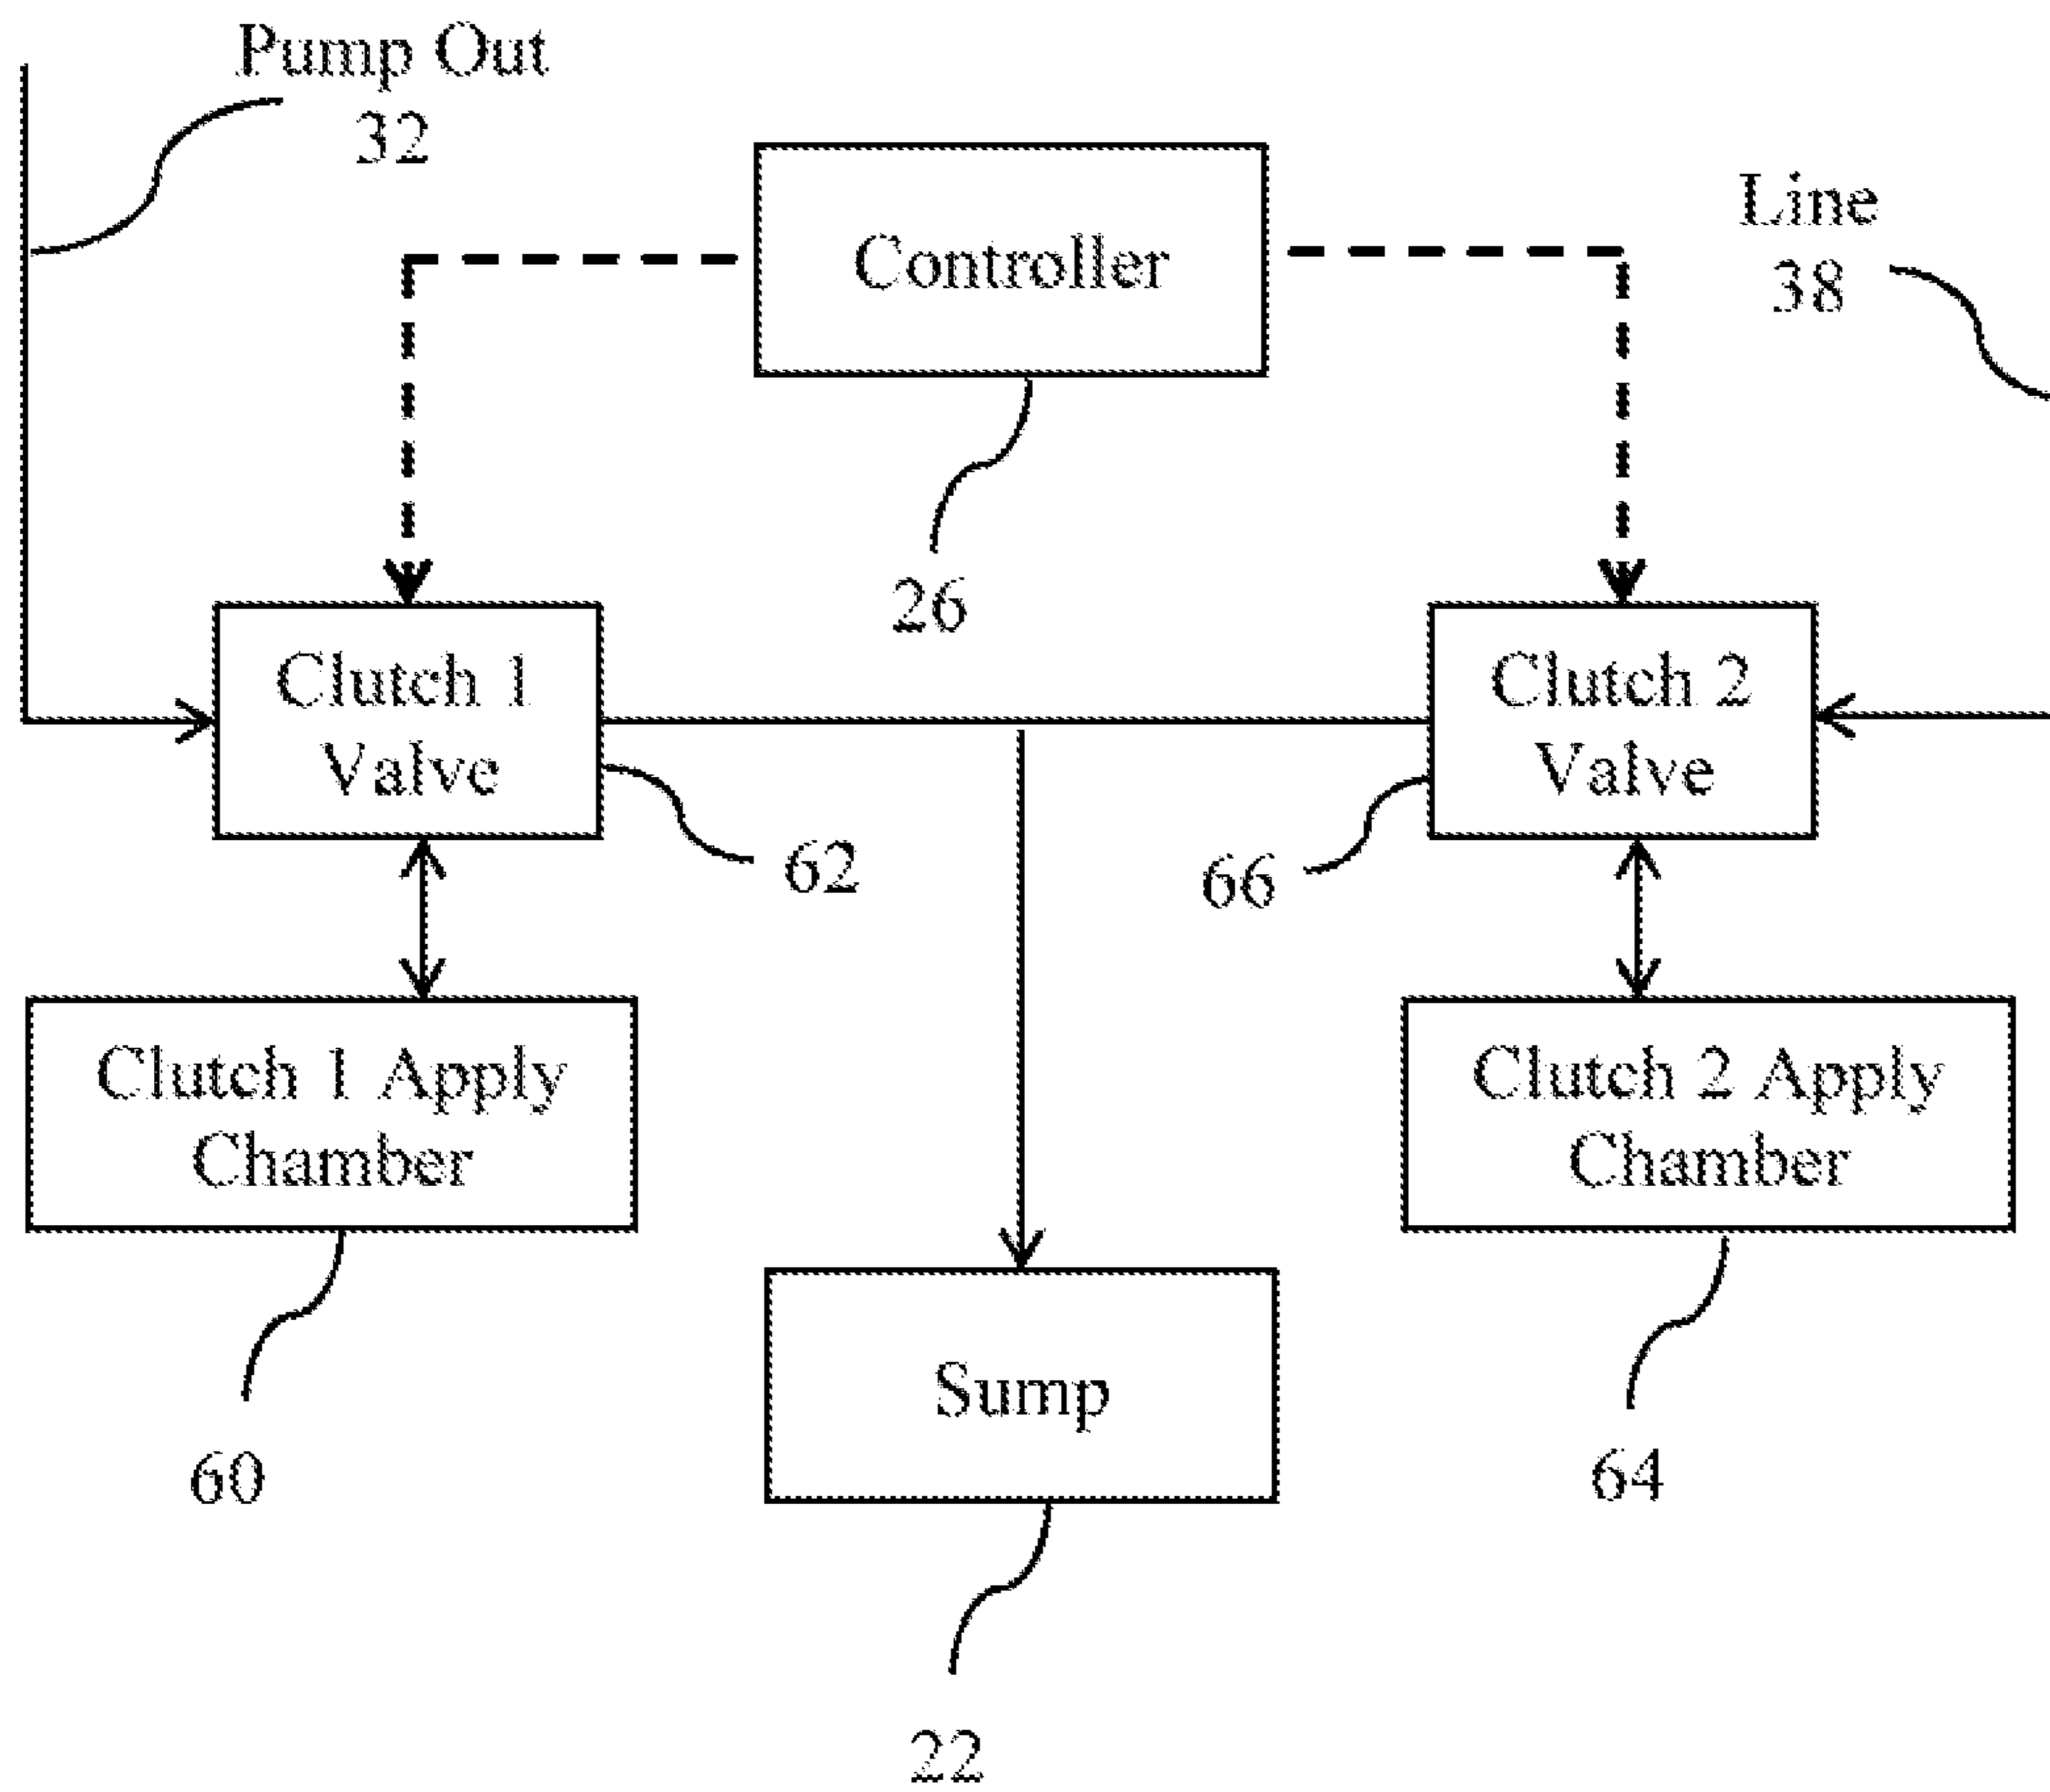 Pump Out
32
Controller
Line
38
26
Clutch 1
Valve
Clutch 2
Valve
62
66
Clutch 1 Apply
Chamber
Clutch 2 Apply
Chamber
Sump
60
64
22